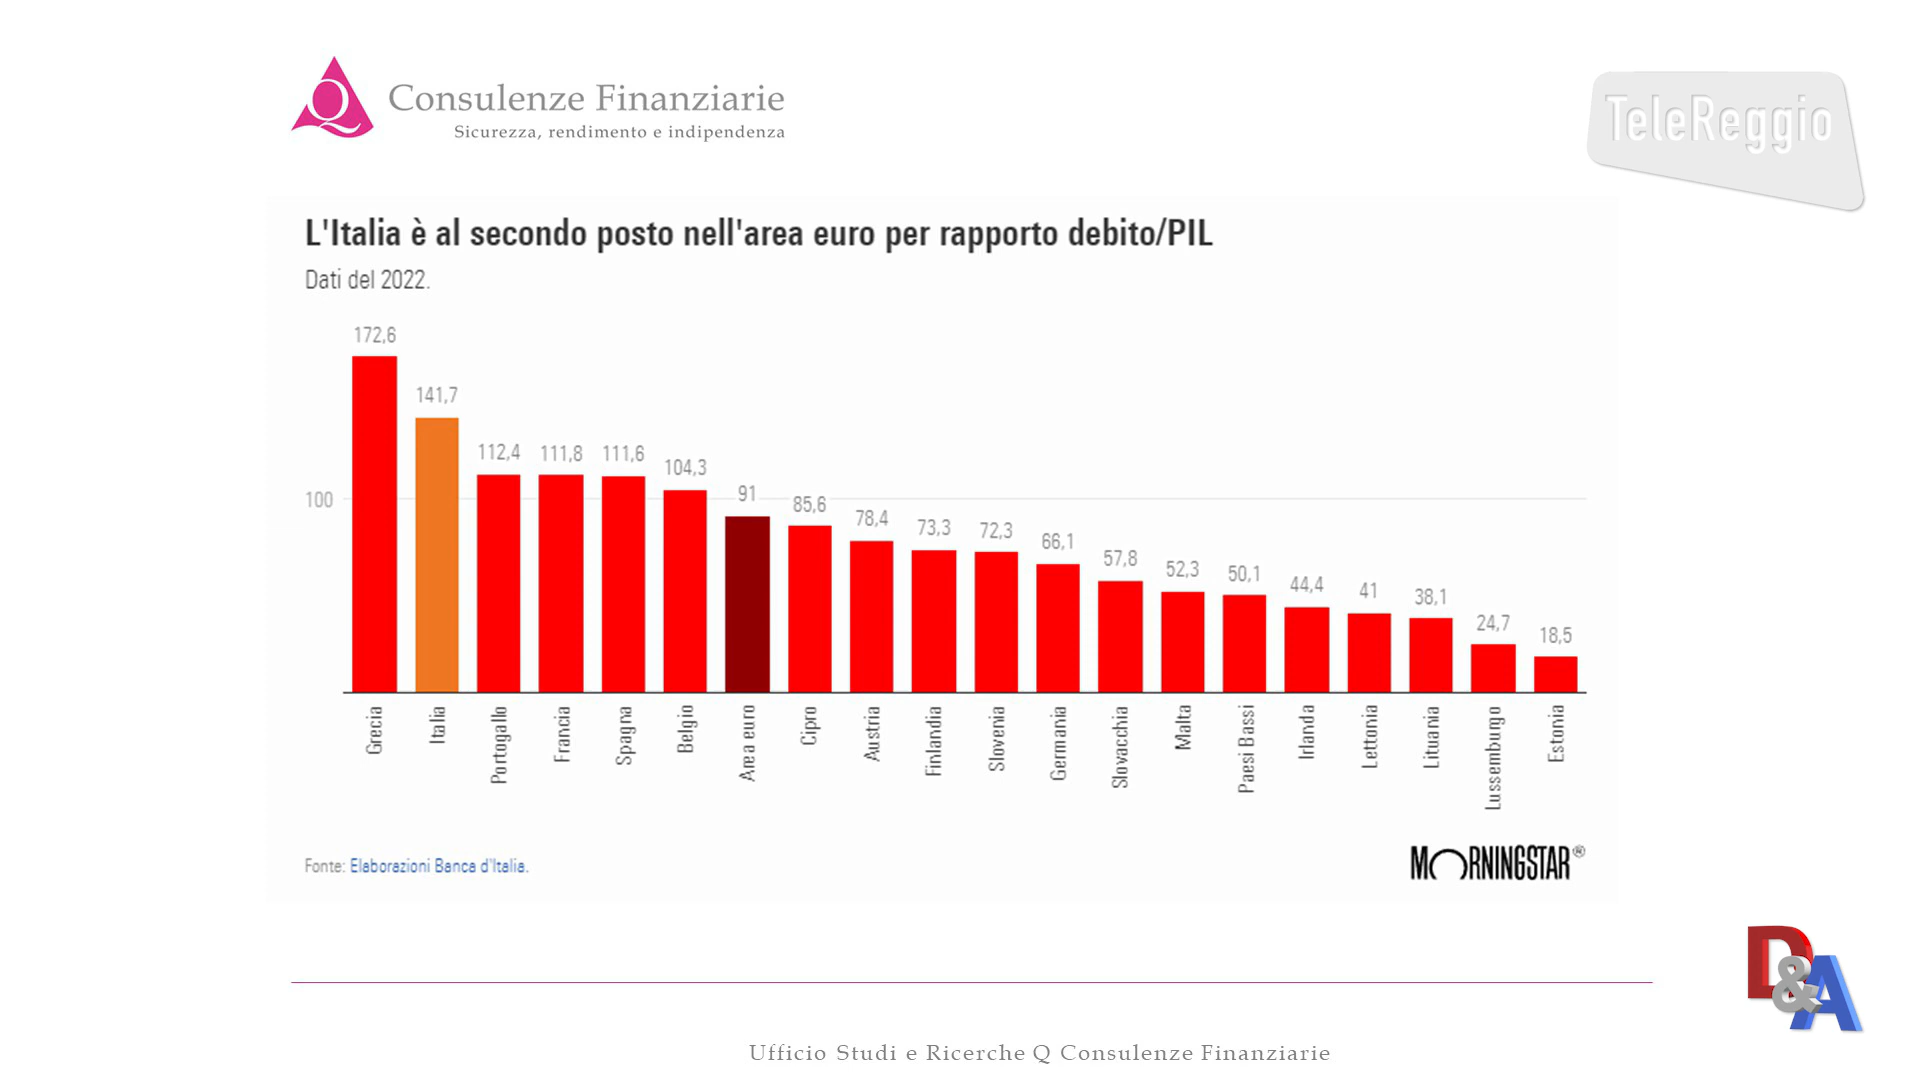 Q
Consulenze Finanziarie
Sicurezza, rendimento e indipendenza
TeleReggio
L'Italia è al secondo posto nell'area euro per rapporto debito/PIL
Dati del 2022.
172,6
141,7
112,4
111,8
111,6
104,3
91
85,6
78,4
73,3
72,3
66,1
57,8
52,3
50,1
44,4
41
38,1
24,7
18,5
100
Grecia
Italia
Portogallo
Francia
Spagna
Belgio
Area euro
Cipro
Austria
Finlandia
Slovenia
Germania
Slovacchia
Malta
Paesi Bassi
Irlanda
Lettonia
Lituania
Lussemburgo
Estonia
Fonte: Elaborazioni Banca d'Italia.
MORNINGSTAR®
D&A
Ufficio Studi e Ricerche Q Consulenze Finanziarie